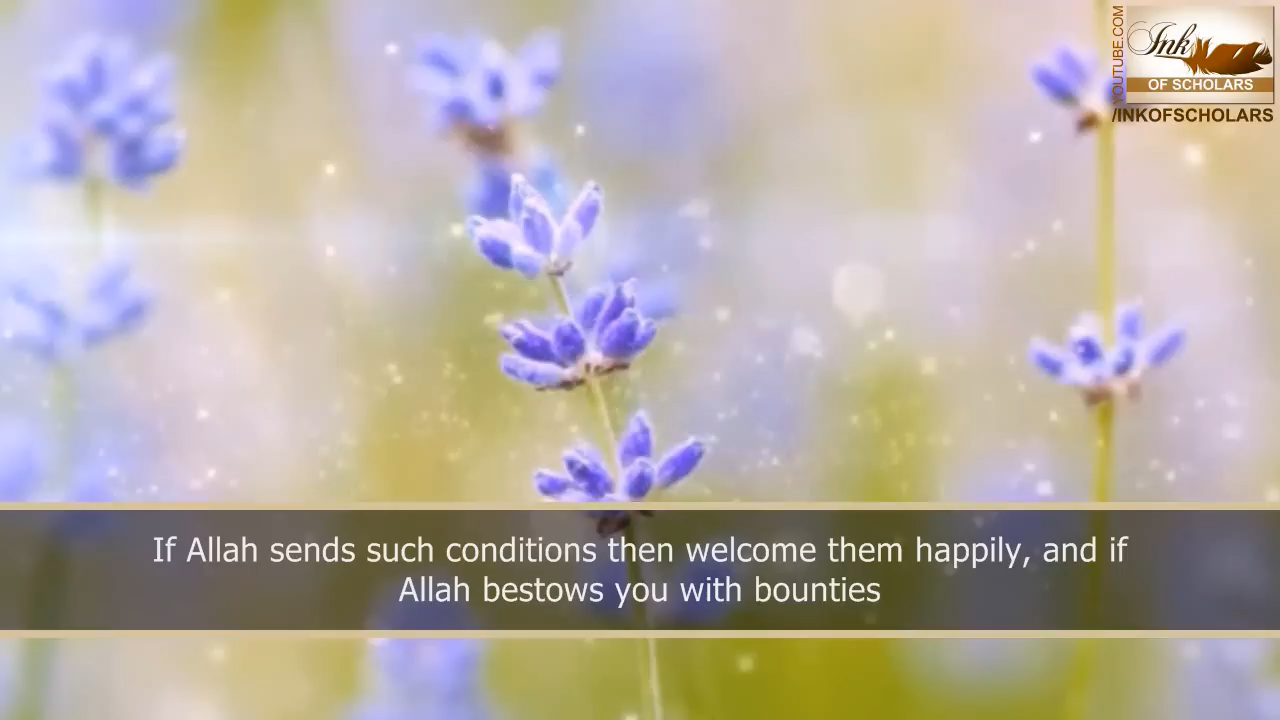 YOUTUBE.COM
Ink
OF SCHOLARS
/INKOFSCHOLARS
If Allah sends such conditions then welcome them happily, and if
Allah bestows you with bounties